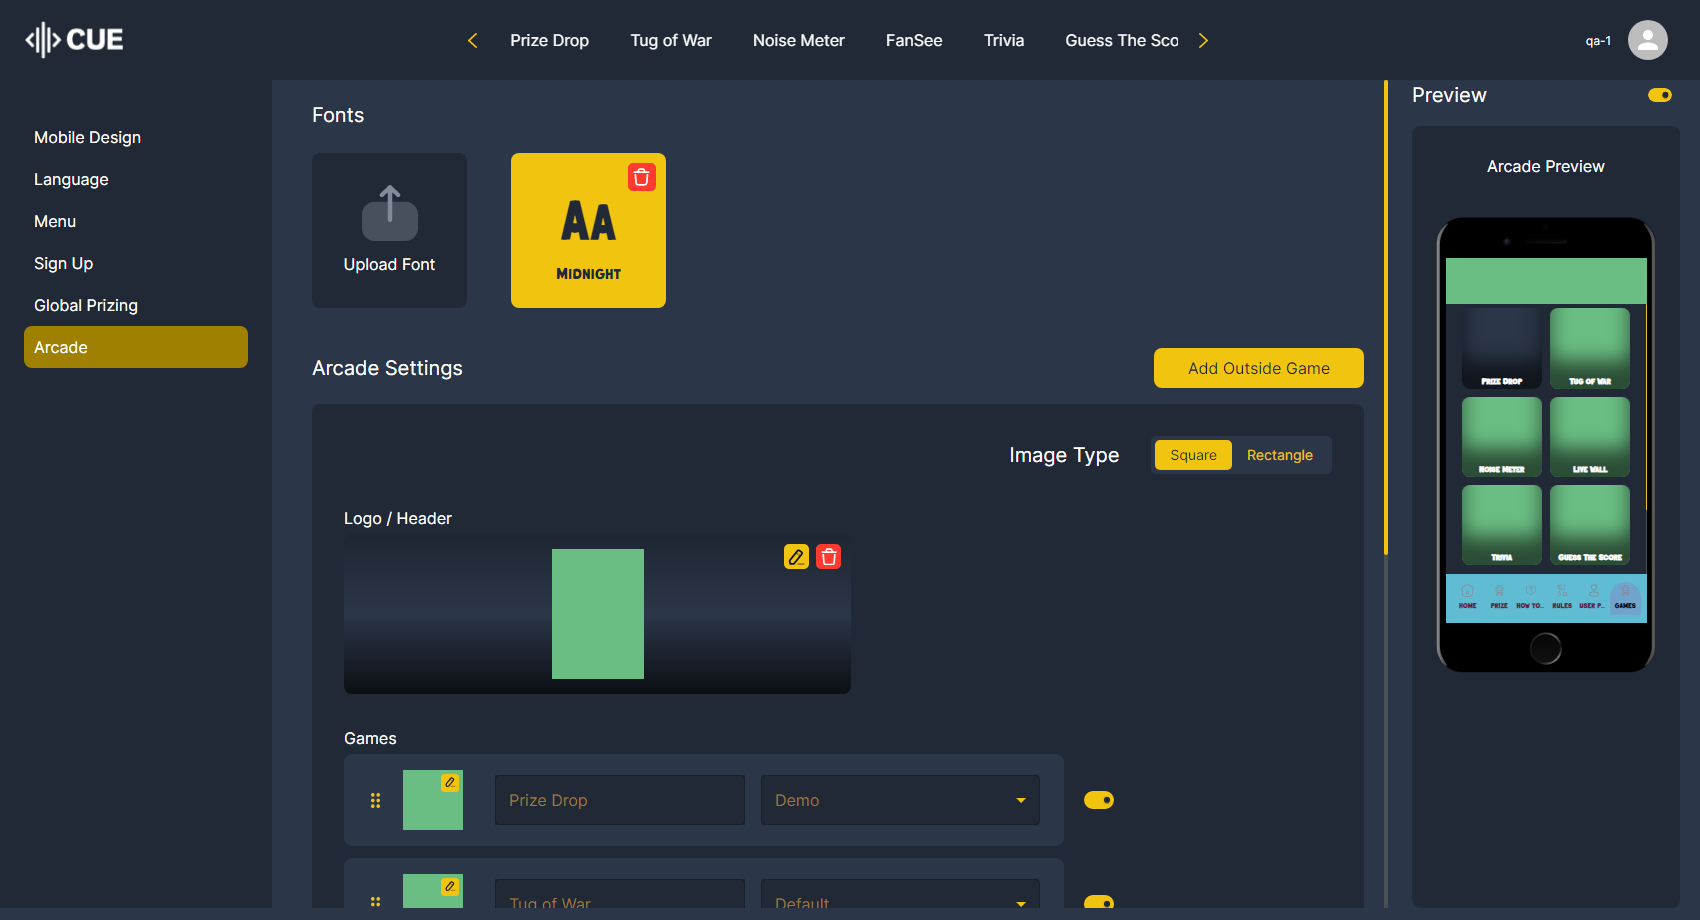 CUE
Prize Drop
Tug of War
Noise Meter
FanSee
Trivia
Guess The Sco
qa-1
Mobile Design
Language
Menu
Sign Up
Global Prizing
Arcade
Fonts
Upload Font
AA
MIDNIGHT
Arcade Settings
Add Outside Game
Image Type
Square
Rectangle
Logo / Header
Games
Prize Drop
Demo
Tug of War
Default
Preview
Arcade Preview
PRIZE DROP
TUG OF WAR
NOISE METER
LIVE WALL
TRIVIA
GUESS THE SCORE
HOME
PRIZE
HOW TO..
RULES
USER P..
GAMES